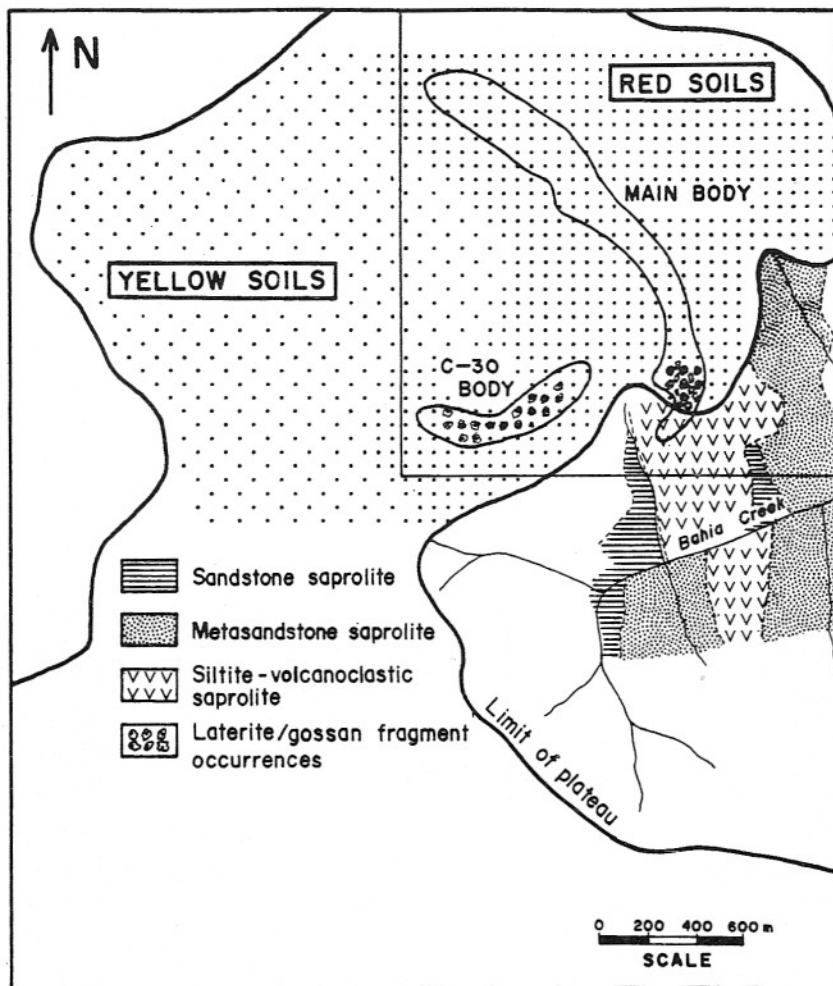 N
RED SOILS
MAIN BODY
YELLOW SOILS
C-30
BODY
Bahia Creek
Sandstone saprolite
Metasandstone saprolite
Siltite-volcanoclastic
saprolite
Laterite/gossan fragment
occurrences
Limit of plateau
0 200 400 600 m
SCALE